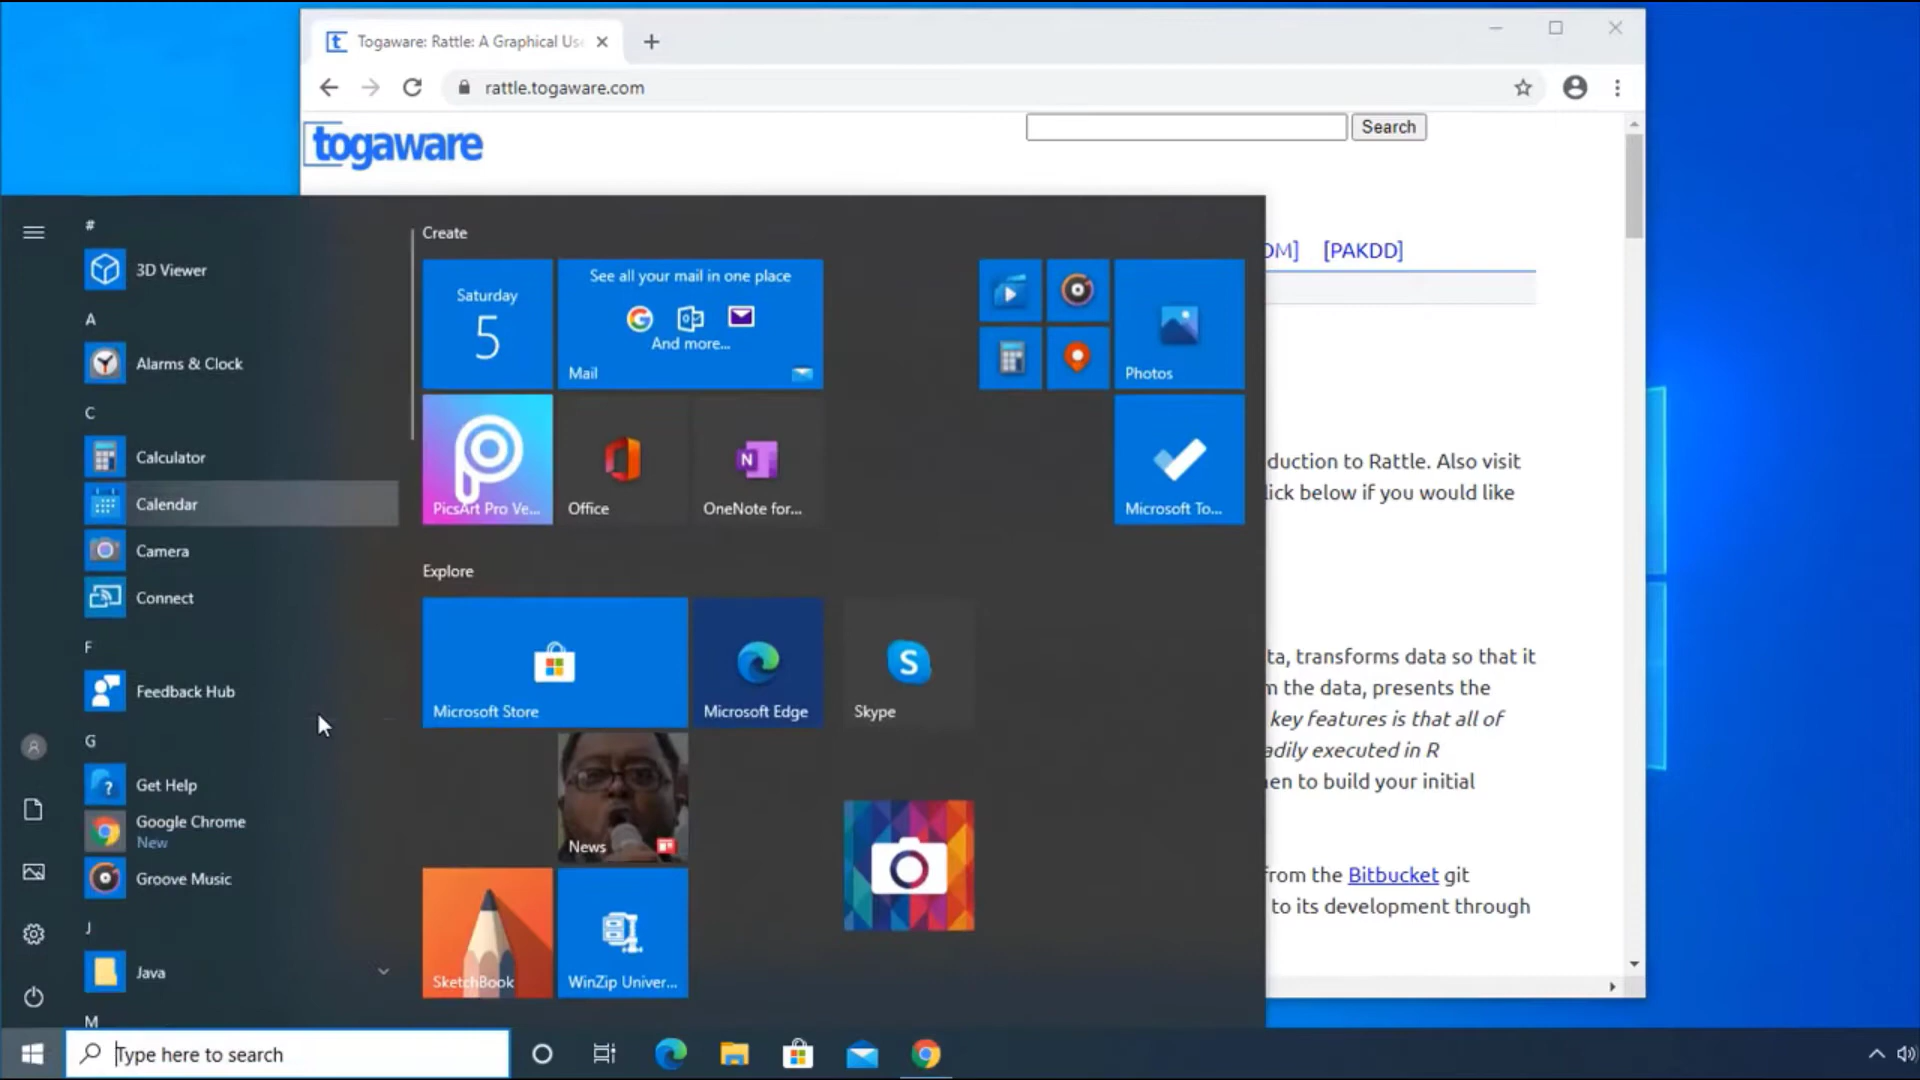 Togaware: Rattle: A Graphical Us
rattle.togaware.com
togaware
Search
[PAKDD]
#
3D Viewer
A
Alarms & Clock
C
Calculator
Calendar
Camera
Connect
F
Feedback Hub
G
Get Help
Google Chrome
New
Groove Music
J
Java
M
Create
Saturday
5
See all your mail in one place
And more...
Mail
Photos
PicsArt Pro Ve...
Office
OneNote for...
Microsoft To...
Explore
Microsoft Store
Microsoft Edge
Skype
News
SketchBook
WinZip Univer...
duction to Rattle. Also visit
lick below if you would like
ta, transforms data so that it
m the data, presents the
key features is that all of
adily executed in R
en to build your initial
from the Bitbucket git
to its development through
Type here to search